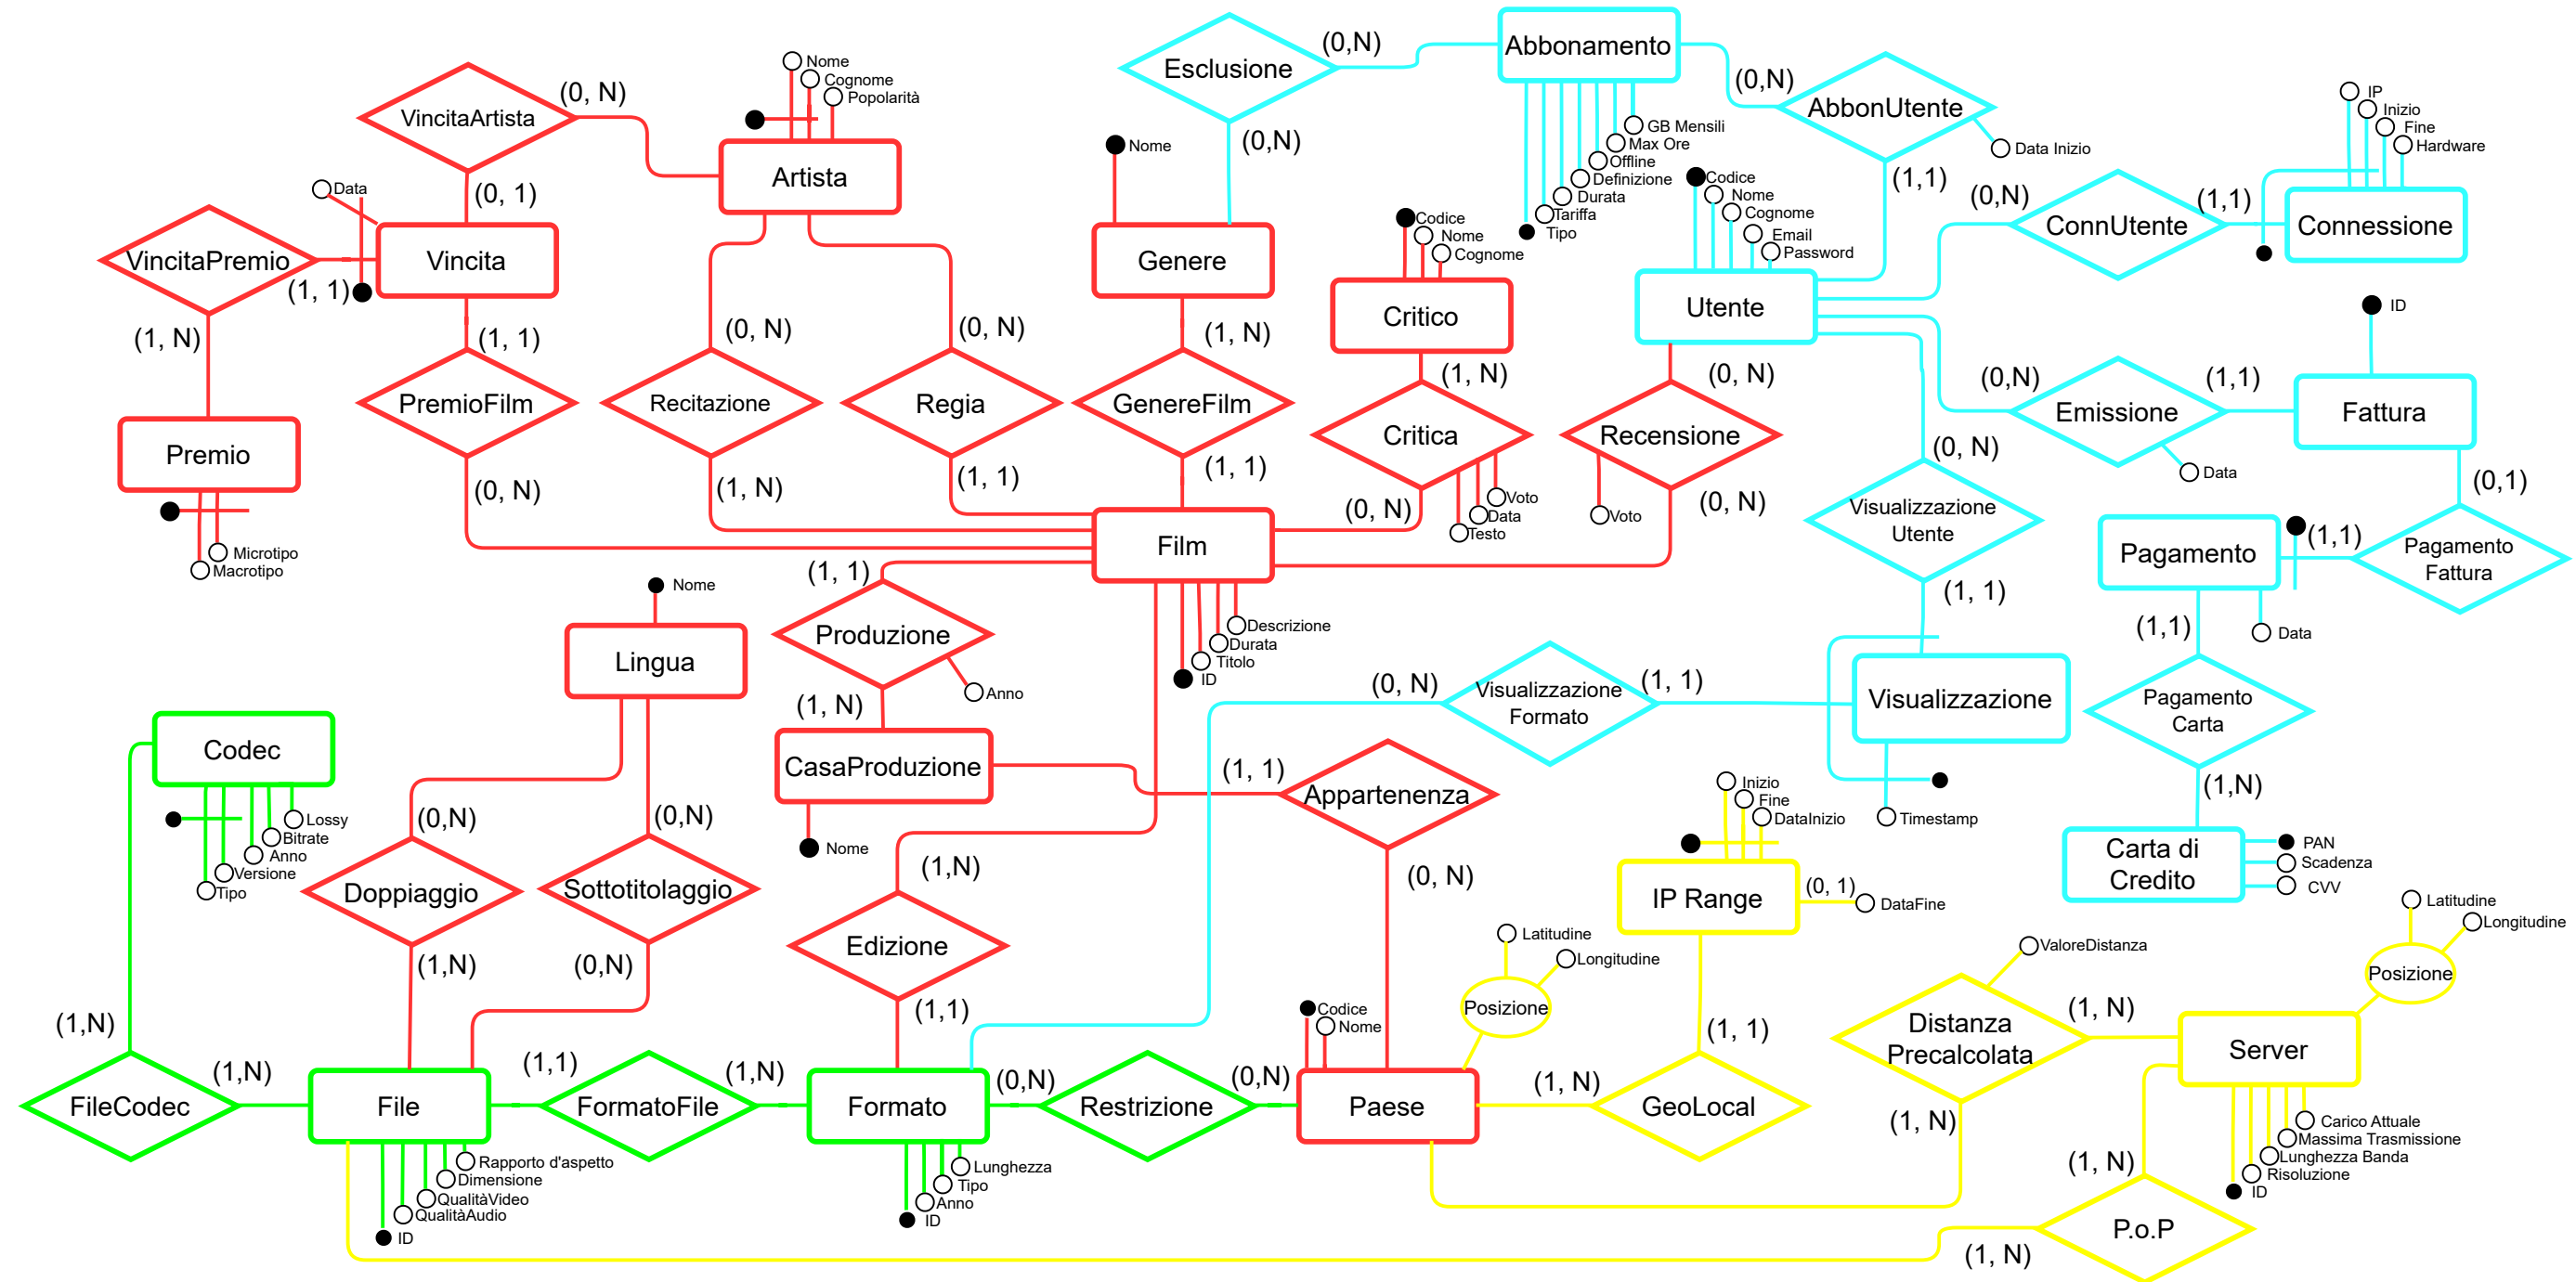 Esclusione
(0,N)
Abbonamento
(0,N)
AbbonUtente
(0,N)
GB Mensili
Max Ore
Offline
Definizione
Durata
Tariffa
Tipo
Data Inizio
(1,1)
VincitaArtista
(0, N)
(0, 1)
Nome
Cognome
Popolarità
Artista
Nome
Genere
IP
Inizio
Fine
Hardware
Connessione
(1,1)
ConnUtente
(0,N)
Codice
Nome
Cognome
Email
Password
Utente
Codice
Nome
Cognome
Critico
Data
VincitaPremio
(1, 1)
Vincita
(1, N)
(1, 1)
PremioFilm
(0, N)
(0, N)
Recitazione
(1, N)
(0, N)
Regia
(1, 1)
(1, N)
GenereFilm
(1, 1)
(1, N)
Critica
(0, N)
Voto
Data
Testo
(0, N)
Recensione
(0, N)
Voto
(0,N)
Emissione
(1,1)
Data
ID
Fattura
(0,1)
Pagamento
Fattura
(1,1)
Pagamento
Data
(1,1)
Pagamento
Carta
(1,N)
Carta di
Credito
PAN
Scadenza
CVV
Premio
Microtipo
Macrotipo
Film
Descrizione
Durata
Titolo
ID
(0, N)
Visualizzazione
Utente
(1, 1)
Visualizzazione
Timestamp
(1, 1)
Visualizzazione
Formato
(0, N)
(1, 1)
Produzione
Anno
(1, N)
CasaProduzione
Nome
(1, 1)
Appartenenza
(0, N)
Nome
Lingua
(0,N)
Doppiaggio
(1,N)
(0,N)
Sottotitolaggio
(0,N)
Codec
Lossy
Bitrate
Anno
Versione
Tipo
(1,N)
FileCodec
(1,N)
File
Rapporto d'aspetto
Dimensione
QualitàVideo
QualitàAudio
ID
(1,1)
FormatoFile
(1,N)
(1,N)
Edizione
(1,1)
Formato
Lunghezza
Tipo
Anno
ID
(0,N)
Restrizione
(0,N)
Codice
Nome
Paese
Latitudine
Longitudine
Posizione
Inizio
Fine
DataInizio
IP Range
(0, 1)
DataFine
(1, 1)
GeoLocal
(1, N)
ValoreDistanza
Distanza
Precalcolata
(1, N)
(1, N)
Latitudine
Longitudine
Posizione
Server
Carico Attuale
Massima Trasmissione
Lunghezza Banda
Risoluzione
ID
(1, N)
P.o.P
(1, N)